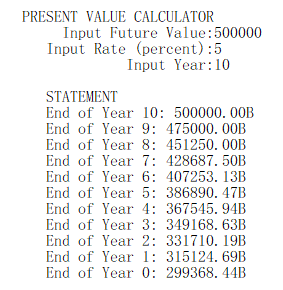 PRESENT VALUE CALCULATOR
Input Future Value:500000
Input Rate (percent):5
Input Year:10
STATEMENT
End of Year 10: 500000.00B
End of Year 9: 475000.00B
End of Year 8: 451250.00B
End of Year 7: 428687.50B
End of Year 6: 407253.13B
End of Year 5: 386890.47B
End of Year 4: 367545.94B
End of Year 3: 349168.63B
End of Year 2: 331710.19B
End of Year 1: 315124.69B
End of Year 0: 299368.44B